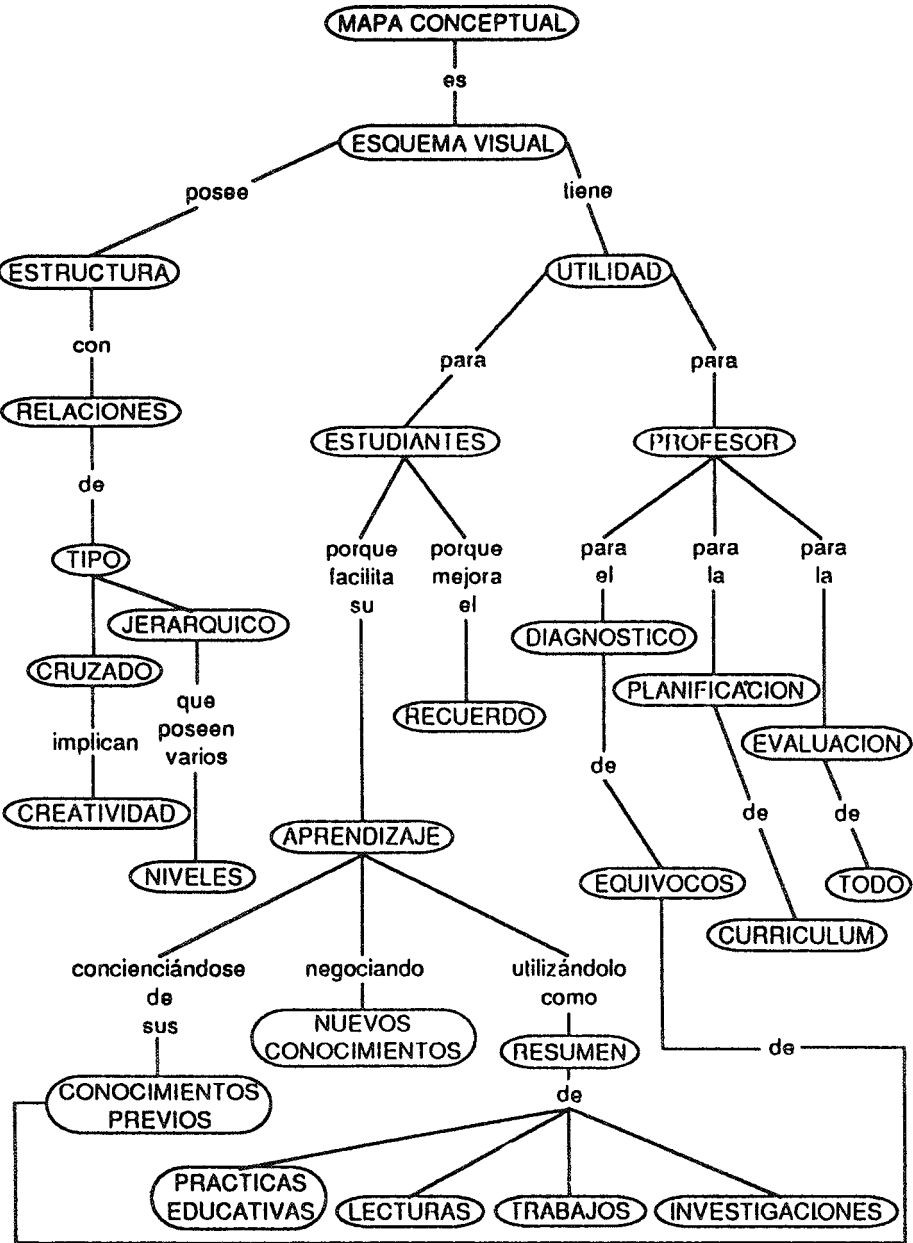 MAPA CONCEPTUAL
es
ESQUEMA VISUAL
posee
tiene
ESTRUCTURA
UTILIDAD
con
para
para
RELACIONES
ESTUDIANTES
PROFESOR
de
TIPO
porque
facilita
su
porque
mejora
el
para
el
para
la
para
la
JERARQUICO
DIAGNOSTICO
CRUZADO
PLANIFICACION
que
poseen
varios
RECUERDO
implican
EVALUACION
de
CREATIVIDAD
de
de
APRENDIZAJE
NIVELES
EQUIVOCOS
TODO
CURRICULUM
concienciándose
de
sus
negociando
utilizándolo
como
NUEVOS
CONOCIMIENTOS
RESUMEN
de
CONOCIMIENTOS
PREVIOS
de
PRACTICAS
EDUCATIVAS
LECTURAS
TRABAJOS
INVESTIGACIONES